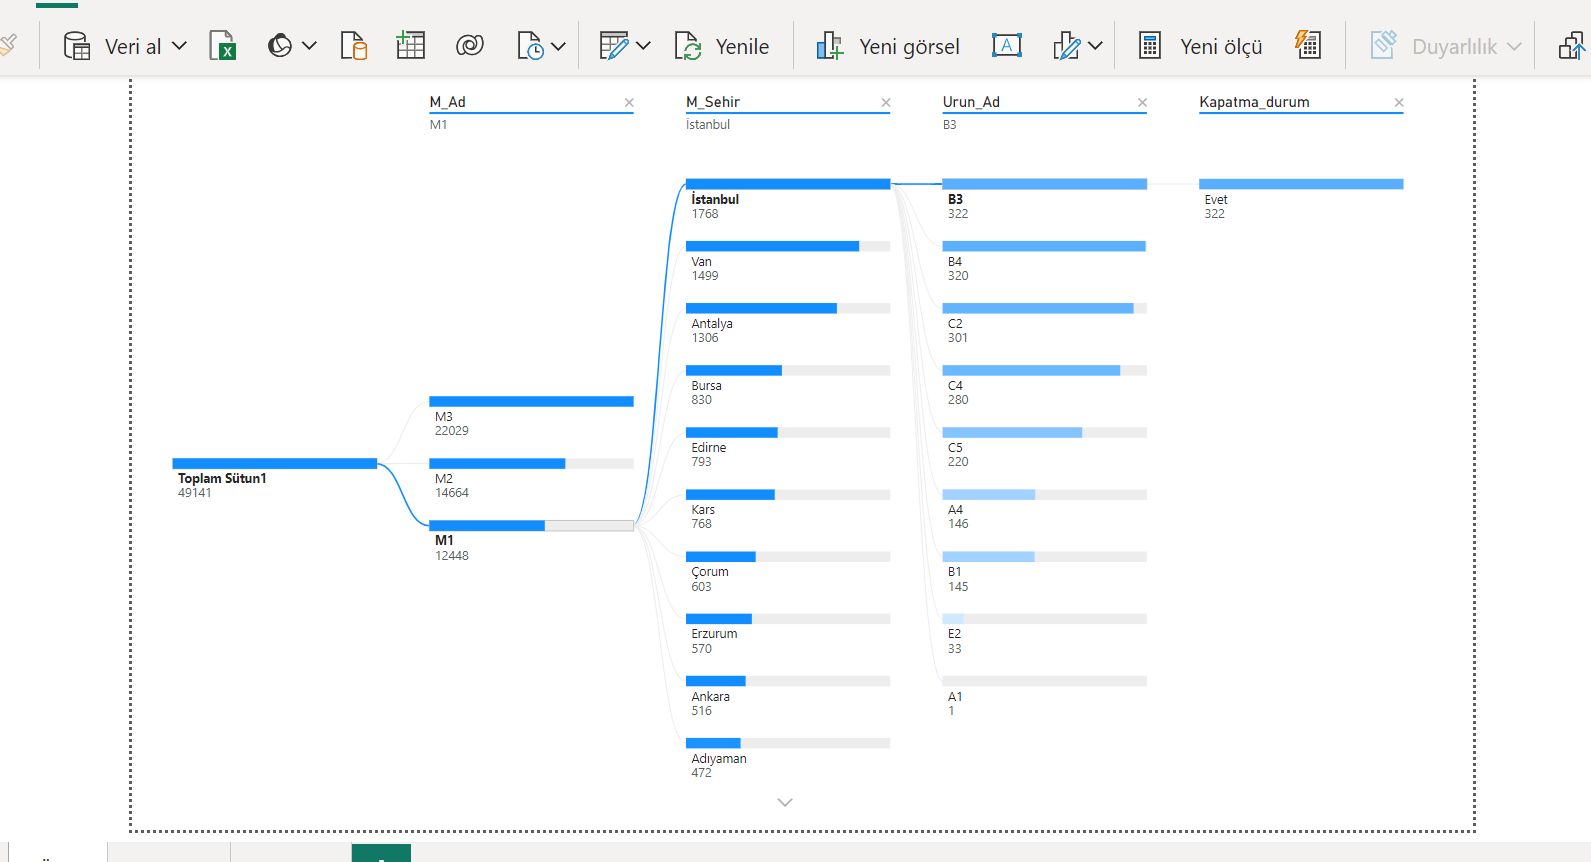 Veri al
Yenile
Yeni görsel
Yeni ölçü
Duyarlılık
M_Ad
M1
M_Sehir
İstanbul
Urun_Ad
B3
Kapatma_durum
Toplam Sütun1
49141
M3
22029
M2
14664
M1
12448
İstanbul
1768
Van
1499
Antalya
1306
Bursa
830
Edirne
793
Kars
768
Çorum
603
Erzurum
570
Ankara
516
Adıyaman
472
B3
322
B4
320
C2
301
C4
280
C5
220
A4
146
B1
145
E2
33
A1
1
Evet
322